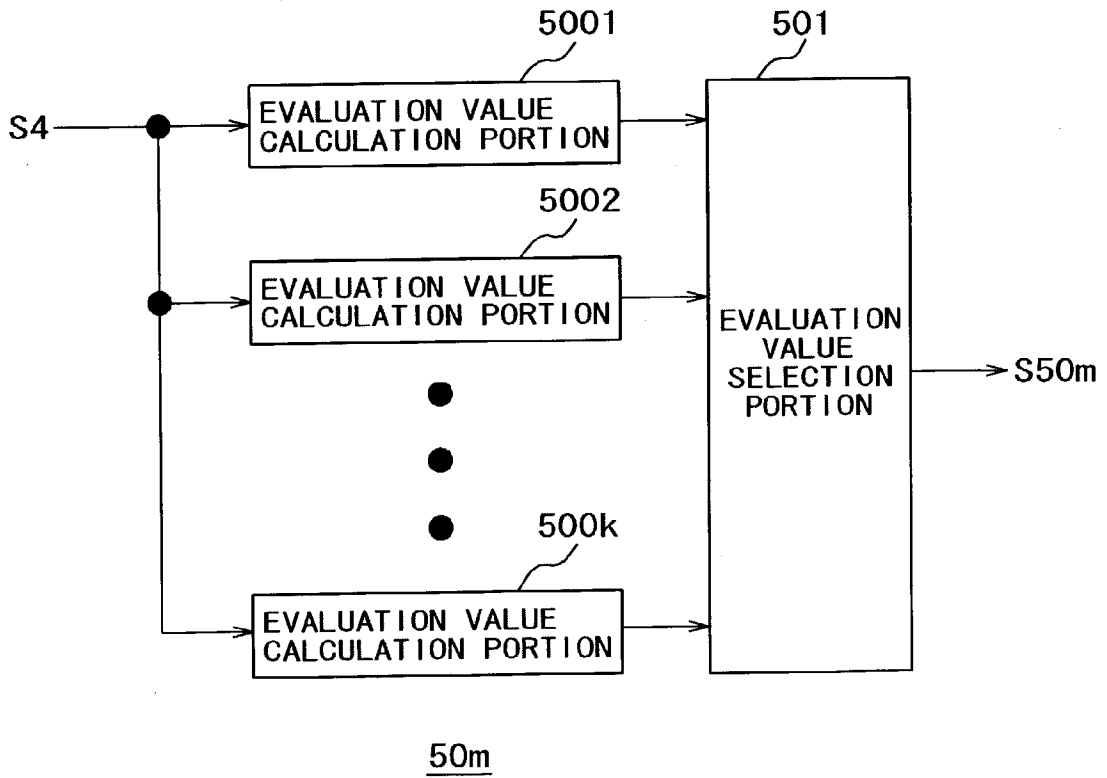 5001
501
S4
EVALUATION VALUE
CALCULATION PORTION
5002
EVALUATION VALUE
CALCULATION PORTION
EVALUATION
VALUE
SELECTION
PORTION
S50m
500k
EVALUATION VALUE
CALCULATION PORTION
50m